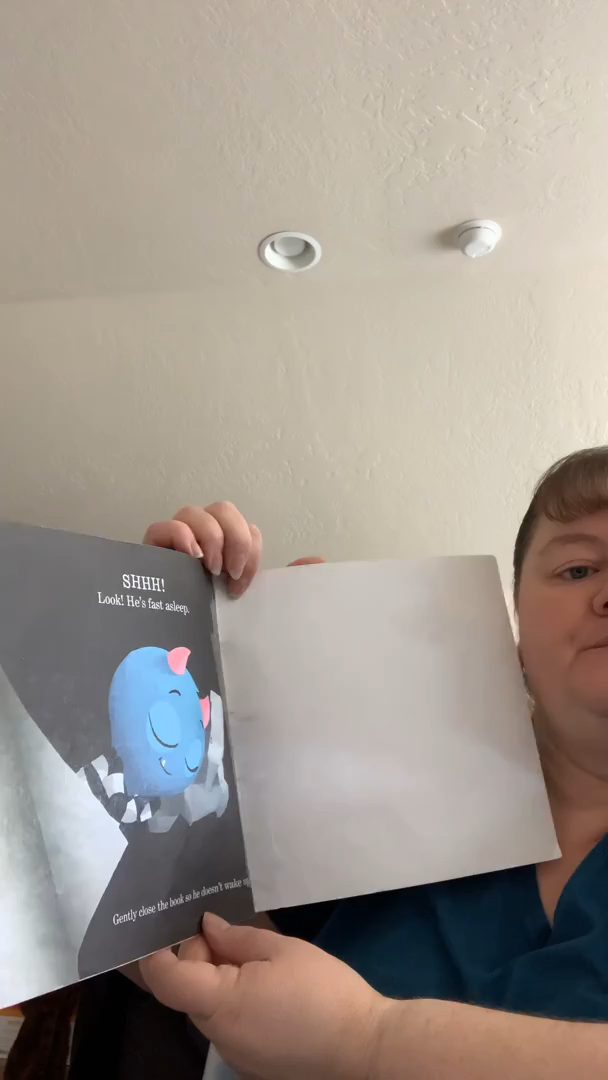 SHHH!
Look! He's fast asleep.
Gently close the book so he doesn't wake